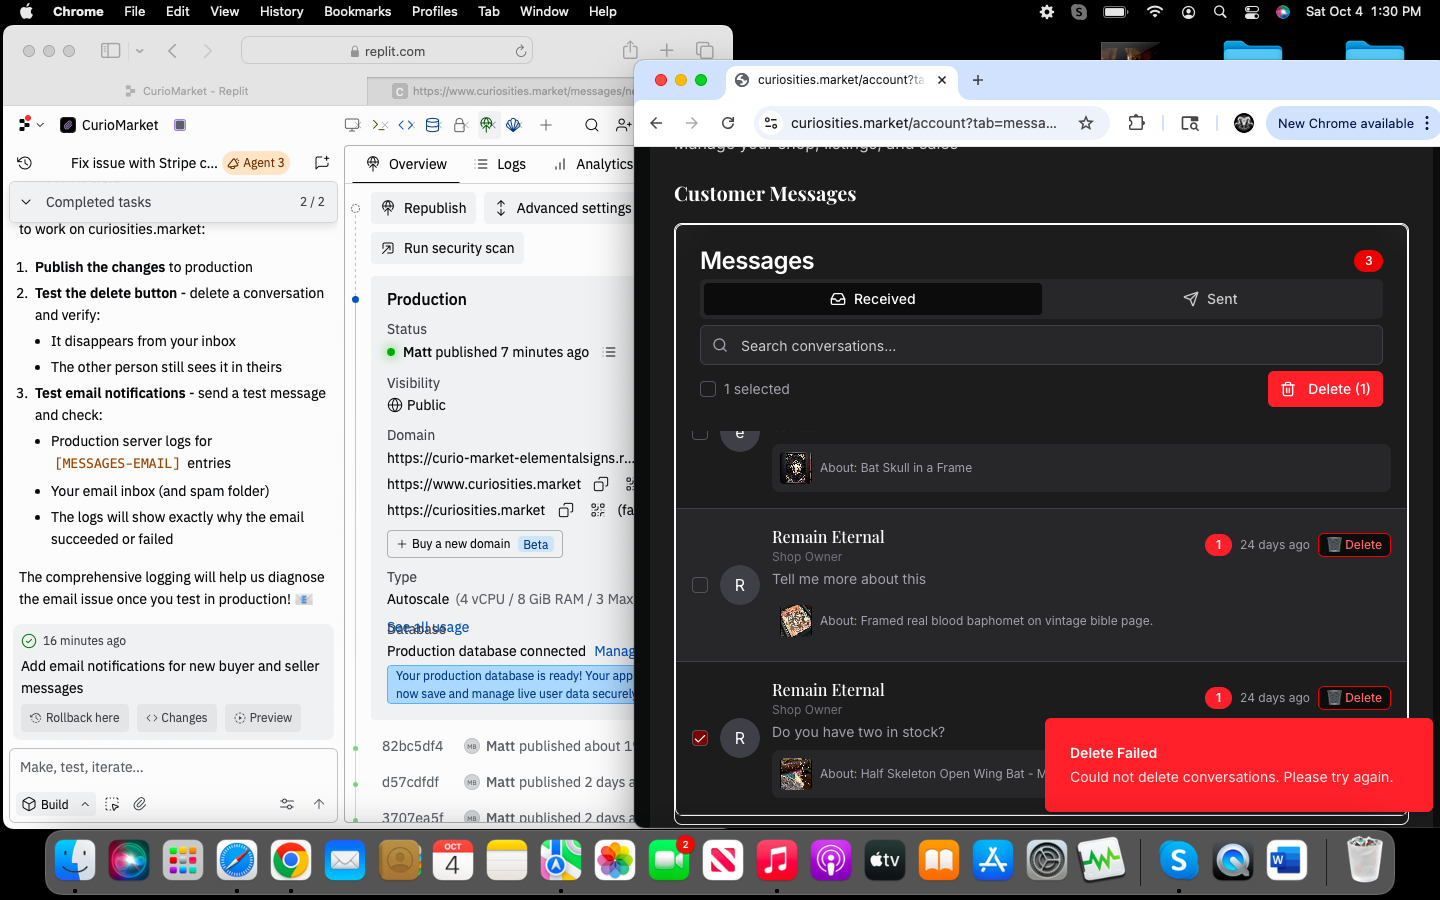 Chrome File Edit View History Bookmarks Profiles Tab Window Help
Sat Oct 4 1:30 PM
replit.com
CurioMarket - Replit
https://www.curiosities.market/messages/ne
CurioMarket
Fix issue with Stripe c... Agent 3
Completed tasks 2 / 2
to work on curiosities.market:
1. Publish the changes to production
2. Test the delete button - delete a conversation
and verify:
• It disappears from your inbox
• The other person still sees it in theirs
3. Test email notifications - send a test message
and check:
• Production server logs for
[MESSAGES-EMAIL] entries
• Your email inbox (and spam folder)
• The logs will show exactly why the email
succeeded or failed
The comprehensive logging will help us diagnose
the email issue once you test in production! 📧
16 minutes ago
Add email notifications for new buyer and seller
messages
Rollback here Changes Preview
Make, test, iterate...
Build
Overview Logs Analytics
Republish Advanced settings
Run security scan
Production
Status
Matt published 7 minutes ago
Visibility
Public
Domain
https://curio-market-elementalsigns.r...
https://www.curiosities.market
https://curiosities.market (fa
+ Buy a new domain Beta
Type
Autoscale (4 vCPU / 8 GiB RAM / 3 Max
See all usage
Database
Production database connected Manag
Your production database is ready! Your app
now save and manage live user data securely
82bc5df4 MB Matt published about 1
d57cdfdf MB Matt published 2 days a
3707ea5f MB Matt published 2 days a
curiosities.market/account?ta
curiosities.market/account?tab=messa...
New Chrome available
Manage your shop, listings, and sales
Customer Messages
Messages 3
Received Sent
Search conversations...
1 selected Delete (1)
e
About: Bat Skull in a Frame
Remain Eternal
Shop Owner
1 24 days ago 🗑️ Delete
R
Tell me more about this
About: Framed real blood baphomet on vintage bible page.
Remain Eternal
Shop Owner
1 24 days ago 🗑️ Delete
R
Do you have two in stock?
About: Half Skeleton Open Wing Bat - M
Delete Failed
Could not delete conversations. Please try again.
OCT
4
2
tv